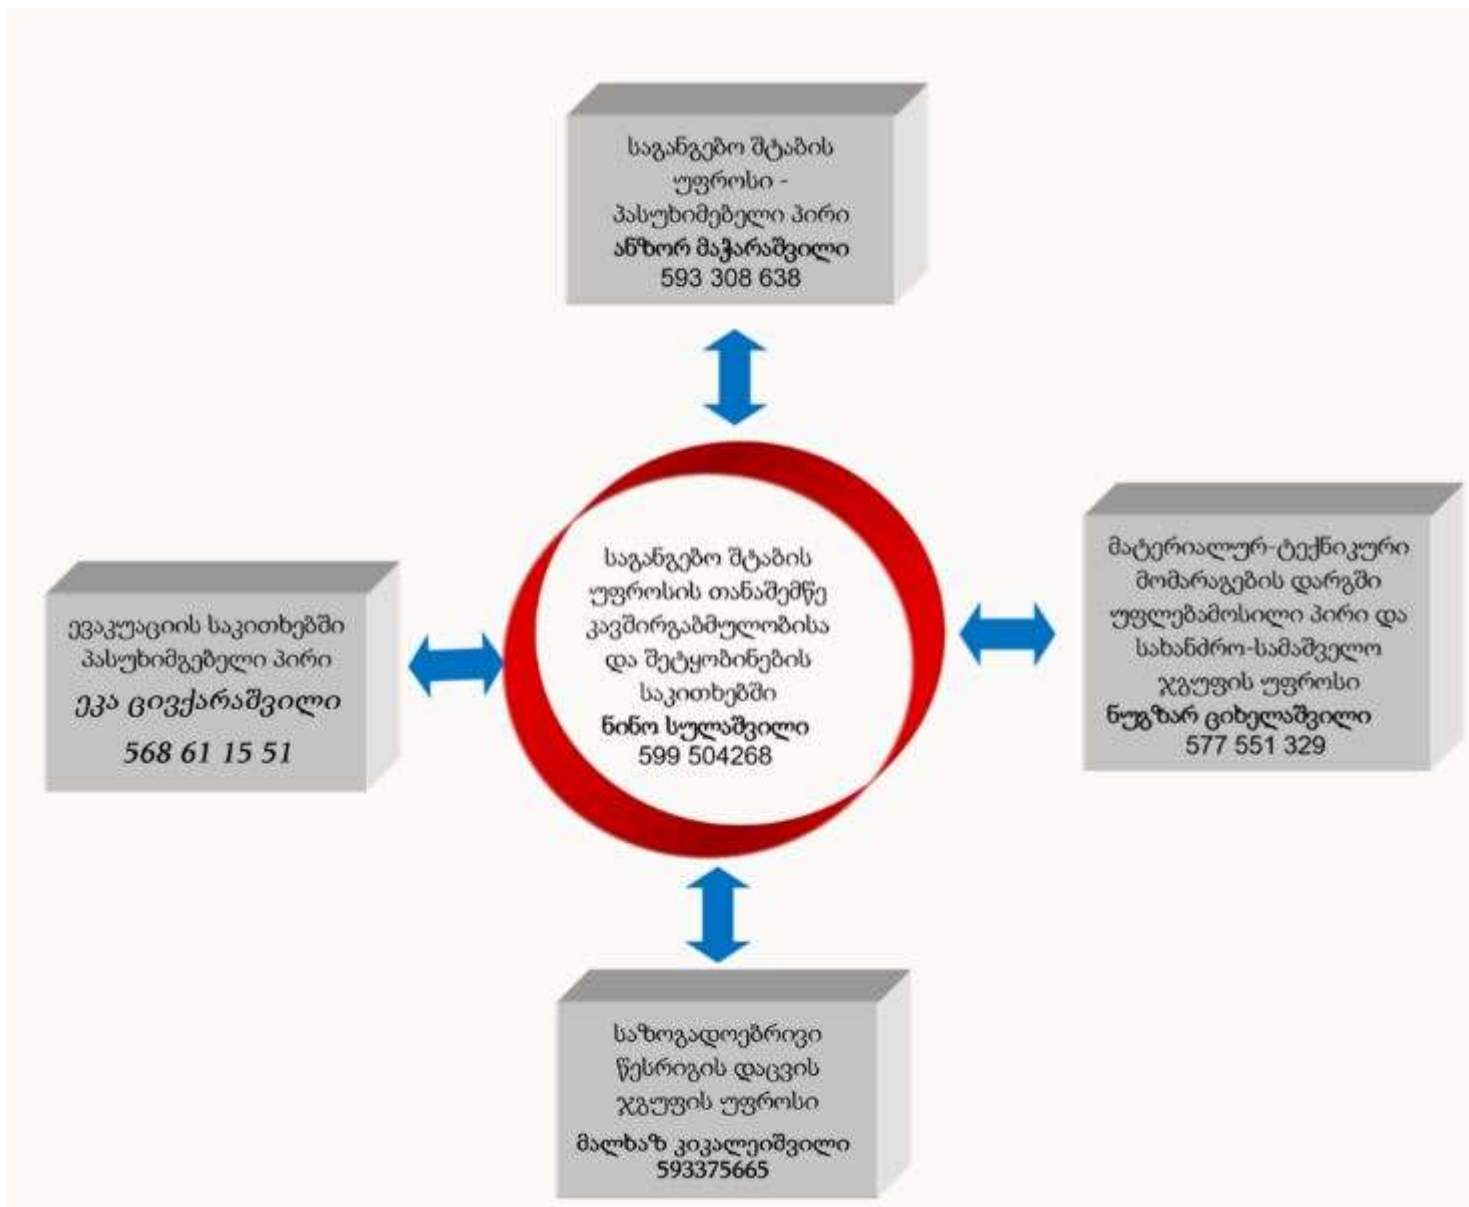 საგანგებო შტაბის
უფროსი -
პასუხიმებელი პირი
ანზორ მაჭარაშვილი
593 308 638
ევაკუაციის საკითხებში
პასუხიმგებელი პირი
ეკა ცივქარაშვილი
568 61 15 51
საგანგებო შტაბის
უფროსის თანაშემწე
კავშირგაბმულობისა
და შეტყობინების
საკითხებში
ნინო სულაშვილი
599 504268
მატერიალურ-ტექნიკური
მომარაგების დარგში
უფლებამოსილი პირი და
სახანძრო-სამაშველო
ჯგუფის უფროსი
ნუგზარ ციხელაშვილი
577 551 329
საზოგადოებრივი
წესრიგის დაცვის
ჯგუფის უფროსი
მალხაზ კიკალეიშვილი
593375665